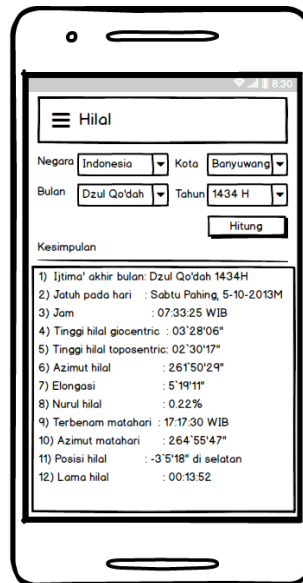 8:30
Hilal
Negara Indonesia Kota Banyuwang
Bulan Dzul Qo'dah Tahun 1434 H
Hitung
Kesimpulan
1) Ijtima' akhir bulan: Dzul Qo'dah 1434H
2) Jatuh pada hari : Sabtu Pahing, 5-10-2013M
3) Jam : 07:33:25 WIB
4) Tinggi hilal giocentric : 03°28'06"
5) Tinggi hilal toposentric: 02°30'17"
6) Azimut hilal : 261°50'29"
7) Elongasi : 5°19'11"
8) Nurul hilal : 0.22%
9) Terbenam matahari : 17:17:30 WIB
10) Azimut matahari : 264°55'47"
11) Posisi hilal : -3°5'18" di selatan
12) Lama hilal : 00:13:52